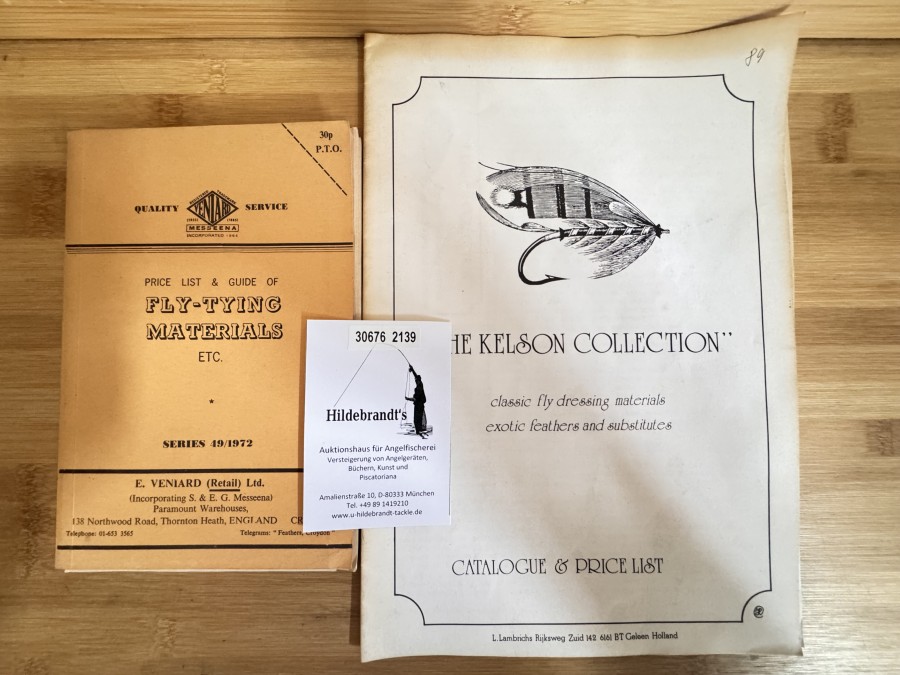 30p
P.T.O.
QUALITY VENIARD SERVICE
MESSEENA
PRICE LIST & GUIDE OF
FLY-TYING
MATERIALS
ETC.
SERIES 49/1972
E. VENIARD (Retail) Ltd.
(Incorporating S. & E. G. Messeena)
Paramount Warehouses,
138 Northwood Road, Thornton Heath, ENGLAND
Telephone: 01-653 3565 Telegrams: "Feathers, Croydon"
30676 2139
Hildebrandt's
Auktionshaus für Angelfischerei
Versteigerung von Angelgeräten,
Büchern, Kunst und
Piscatoriana
Amalienstraße 10, D-80333 München
Tel. +49 89 1419210
www.u-hildebrandt-tackle.de
89
HE KELSON COLLECTION"
classic fly dressing materials
exotic feathers and substitutes
CATALOGUE & PRICE LIST
L. Lambrichs Rijksweg Zuid 142 6161 BT Geleen Holland